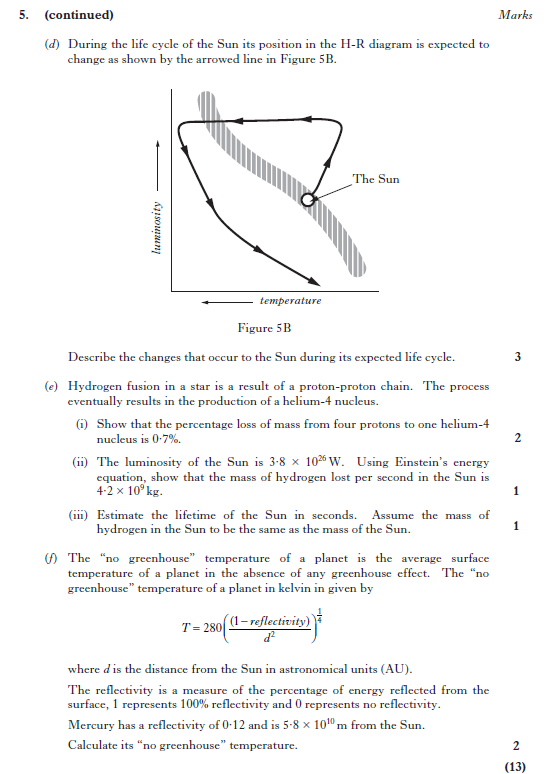 5. (continued) Marks
(d) During the life cycle of the Sun its position in the H-R diagram is expected to
change as shown by the arrowed line in Figure 5B.
The Sun
luminosity
temperature
Figure 5B
Describe the changes that occur to the Sun during its expected life cycle. 3
(e) Hydrogen fusion in a star is a result of a proton-proton chain. The process
eventually results in the production of a helium-4 nucleus.
(i) Show that the percentage loss of mass from four protons to one helium-4
nucleus is 0·7%. 2
(ii) The luminosity of the Sun is 3·8 × 10²⁶ W. Using Einstein's energy
equation, show that the mass of hydrogen lost per second in the Sun is
4·2 × 10⁹ kg. 1
(iii) Estimate the lifetime of the Sun in seconds. Assume the mass of
hydrogen in the Sun to be the same as the mass of the Sun. 1
(f) The "no greenhouse" temperature of a planet is the average surface
temperature of a planet in the absence of any greenhouse effect. The "no
greenhouse" temperature of a planet in kelvin in given by
T = 280((1 – reflectivity)/d²)^(1/4)
where d is the distance from the Sun in astronomical units (AU).
The reflectivity is a measure of the percentage of energy reflected from the
surface, 1 represents 100% reflectivity and 0 represents no reflectivity.
Mercury has a reflectivity of 0·12 and is 5·8 × 10¹⁰ m from the Sun.
Calculate its "no greenhouse" temperature. 2
(13)